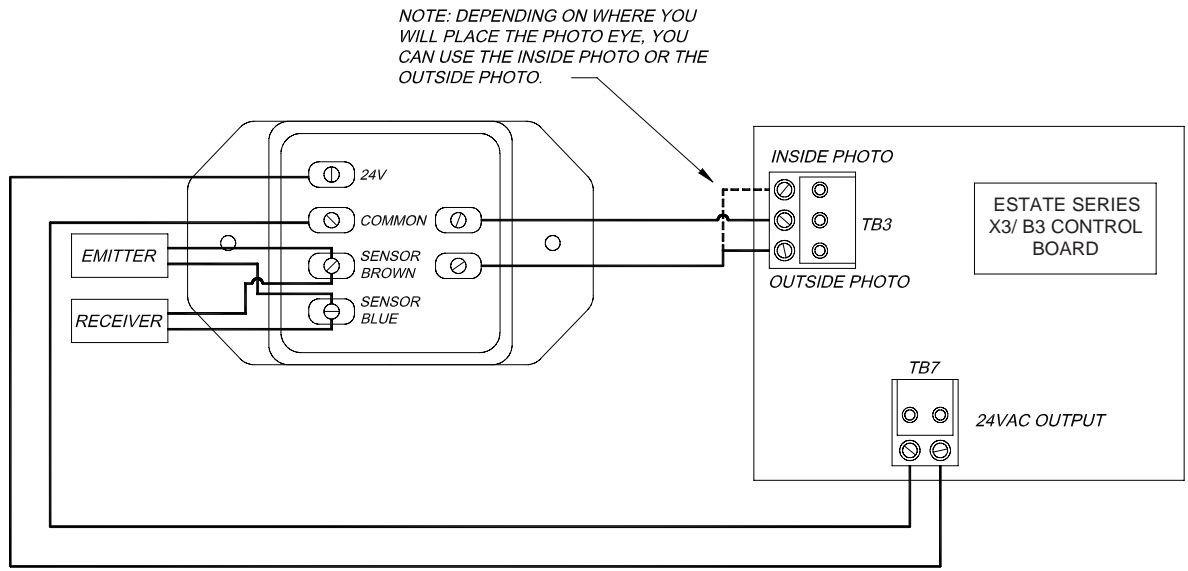 NOTE: DEPENDING ON WHERE YOU
WILL PLACE THE PHOTO EYE, YOU
CAN USE THE INSIDE PHOTO OR THE
OUTSIDE PHOTO.
INSIDE PHOTO
24V
ESTATE SERIES
X3/ B3 CONTROL
BOARD
COMMON
TB3
EMITTER
SENSOR
BROWN
OUTSIDE PHOTO
SENSOR
BLUE
RECEIVER
TB7
24VAC OUTPUT